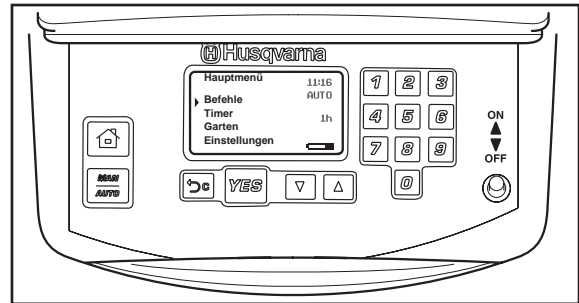 Husqvarna
Hauptmenü
11:16
Befehle
AUTO
Timer
1h
Garten
Einstellungen
1 2 3
4 5 6
7 8 9
0
ON
OFF
MAN
AUTO
C
YES